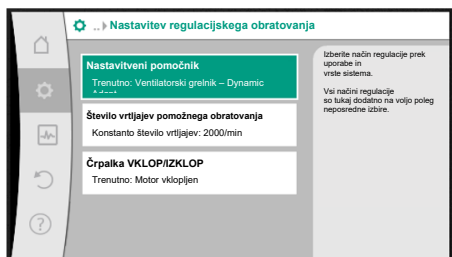 .. Nastavitev regulacijskega obratovanja
Nastavitveni pomočnik
Trenutno: Ventilatorski grelnik – Dynamic
Adapt
Število vrtljajev pomožnega obratovanja
Konstanto število vrtljajev: 2000/min
Črpalka VKLOP/IZKLOP
Trenutno: Motor vklopljen
Izberite način regulacije prek
uporabe in
vrste sistema.
Vsi načini regulacije
so tukaj dodatno na voljo poleg
neposredne izbire.
?